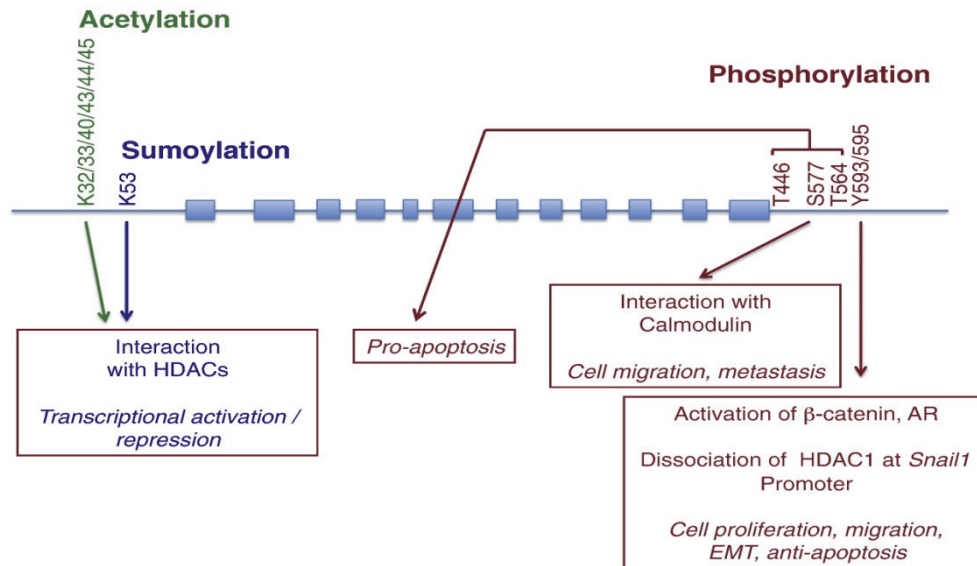 Acetylation
K32/33/40/43/44/45
Sumoylation
K53
Phosphorylation
T446
S577
T564
Y593/595
Interaction
with HDACs
Transcriptional activation /
repression
Pro-apoptosis
Interaction with
Calmodulin
Cell migration, metastasis
Activation of β-catenin, AR
Dissociation of HDAC1 at Snail1
Promoter
Cell proliferation, migration,
EMT, anti-apoptosis